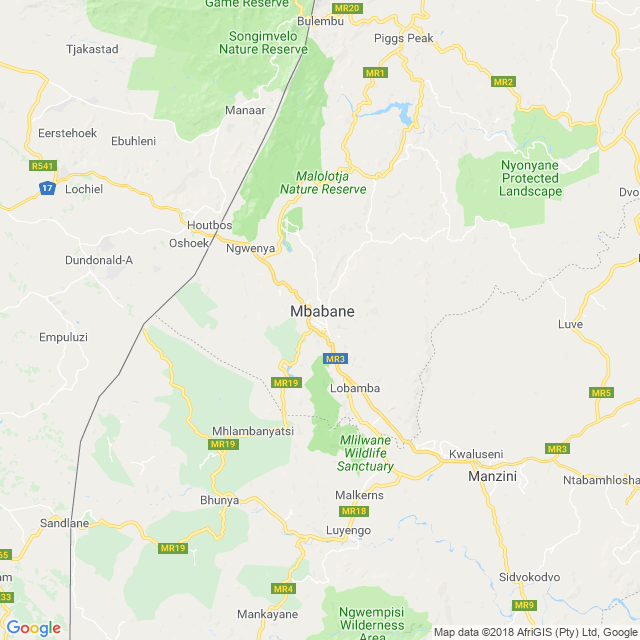 Game Reserve
Bulembu
MR20
Piggs Peak
Tjakastad
Songimvelo
Nature Reserve
MR1
MR2
Manaar
Eerstehoek
Ebuhleni
R541
17
Lochiel
Malolotja
Nature Reserve
Nyonyane
Protected
Landscape
Dvo
Houtbos
Oshoek
Ngwenya
Dundonald-A
Mbabane
Empuluzi
Luve
MR3
MR19
Lobamba
MR5
Mhlambanyatsi
MR19
Mlilwane
Wildlife
Sanctuary
Kwaluseni
MR3
Manzini
Ntabamhlosha
Bhunya
Malkerns
MR18
Sandlane
Luyengo
MR19
65
am
33
MR4
Sidvokodvo
MR9
Mankayane
Ngwempisi
Wilderness
Area
Google
Map data ©2018 AfriGIS (Pty) Ltd, Google